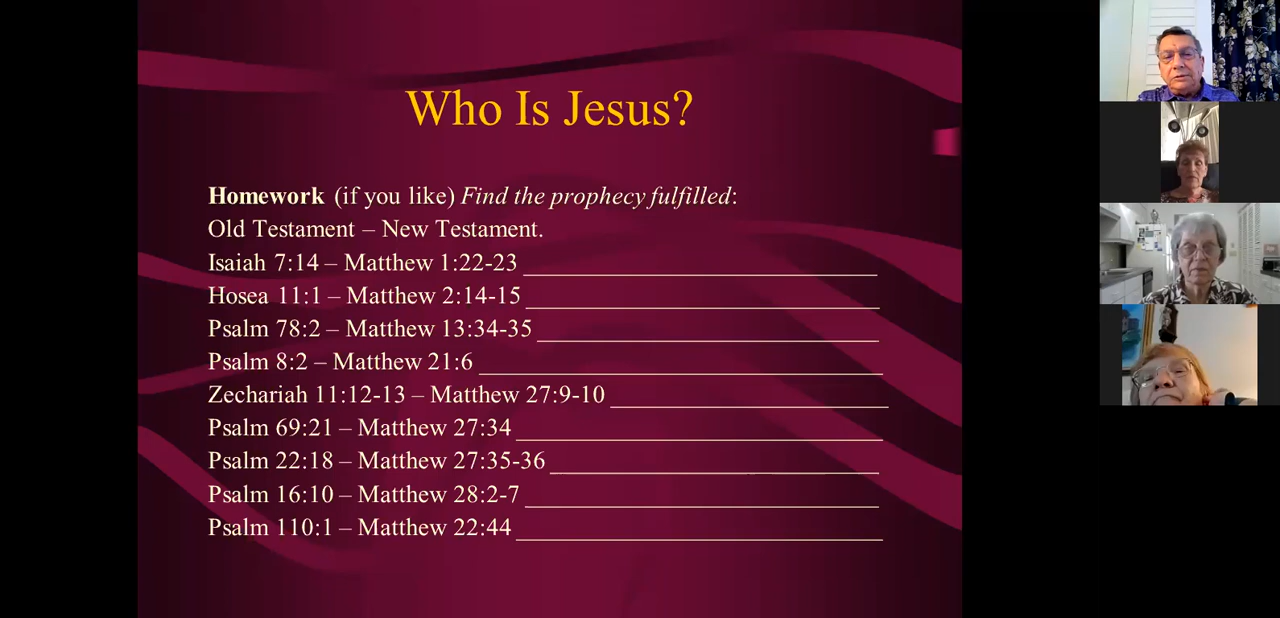 Who Is Jesus?
Homework (if you like) Find the prophecy fulfilled:
Old Testament – New Testament.
Isaiah 7:14 – Matthew 1:22-23
Hosea 11:1 – Matthew 2:14-15
Psalm 78:2 – Matthew 13:34-35
Psalm 8:2 – Matthew 21:6
Zechariah 11:12-13 – Matthew 27:9-10
Psalm 69:21 – Matthew 27:34
Psalm 22:18 – Matthew 27:35-36
Psalm 16:10 – Matthew 28:2-7
Psalm 110:1 – Matthew 22:44